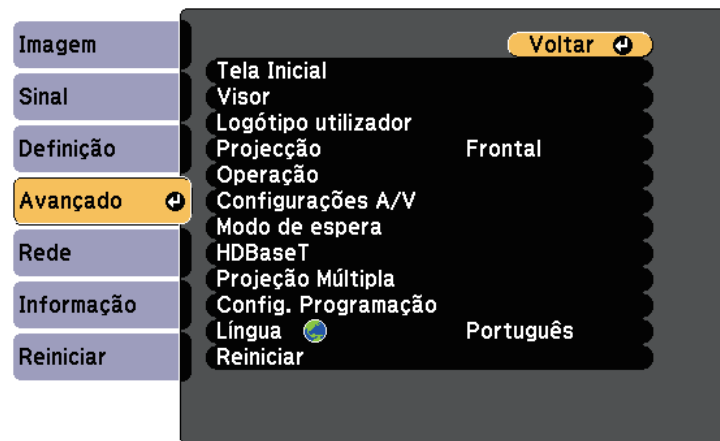 Imagem
Sinal
Definição
Avançado
Rede
Informação
Reiniciar
Voltar
Tela Inicial
Visor
Logótipo utilizador
Projecção Frontal
Operação
Configurações A/V
Modo de espera
HDBaseT
Projeção Múltipla
Config. Programação
Língua Português
Reiniciar